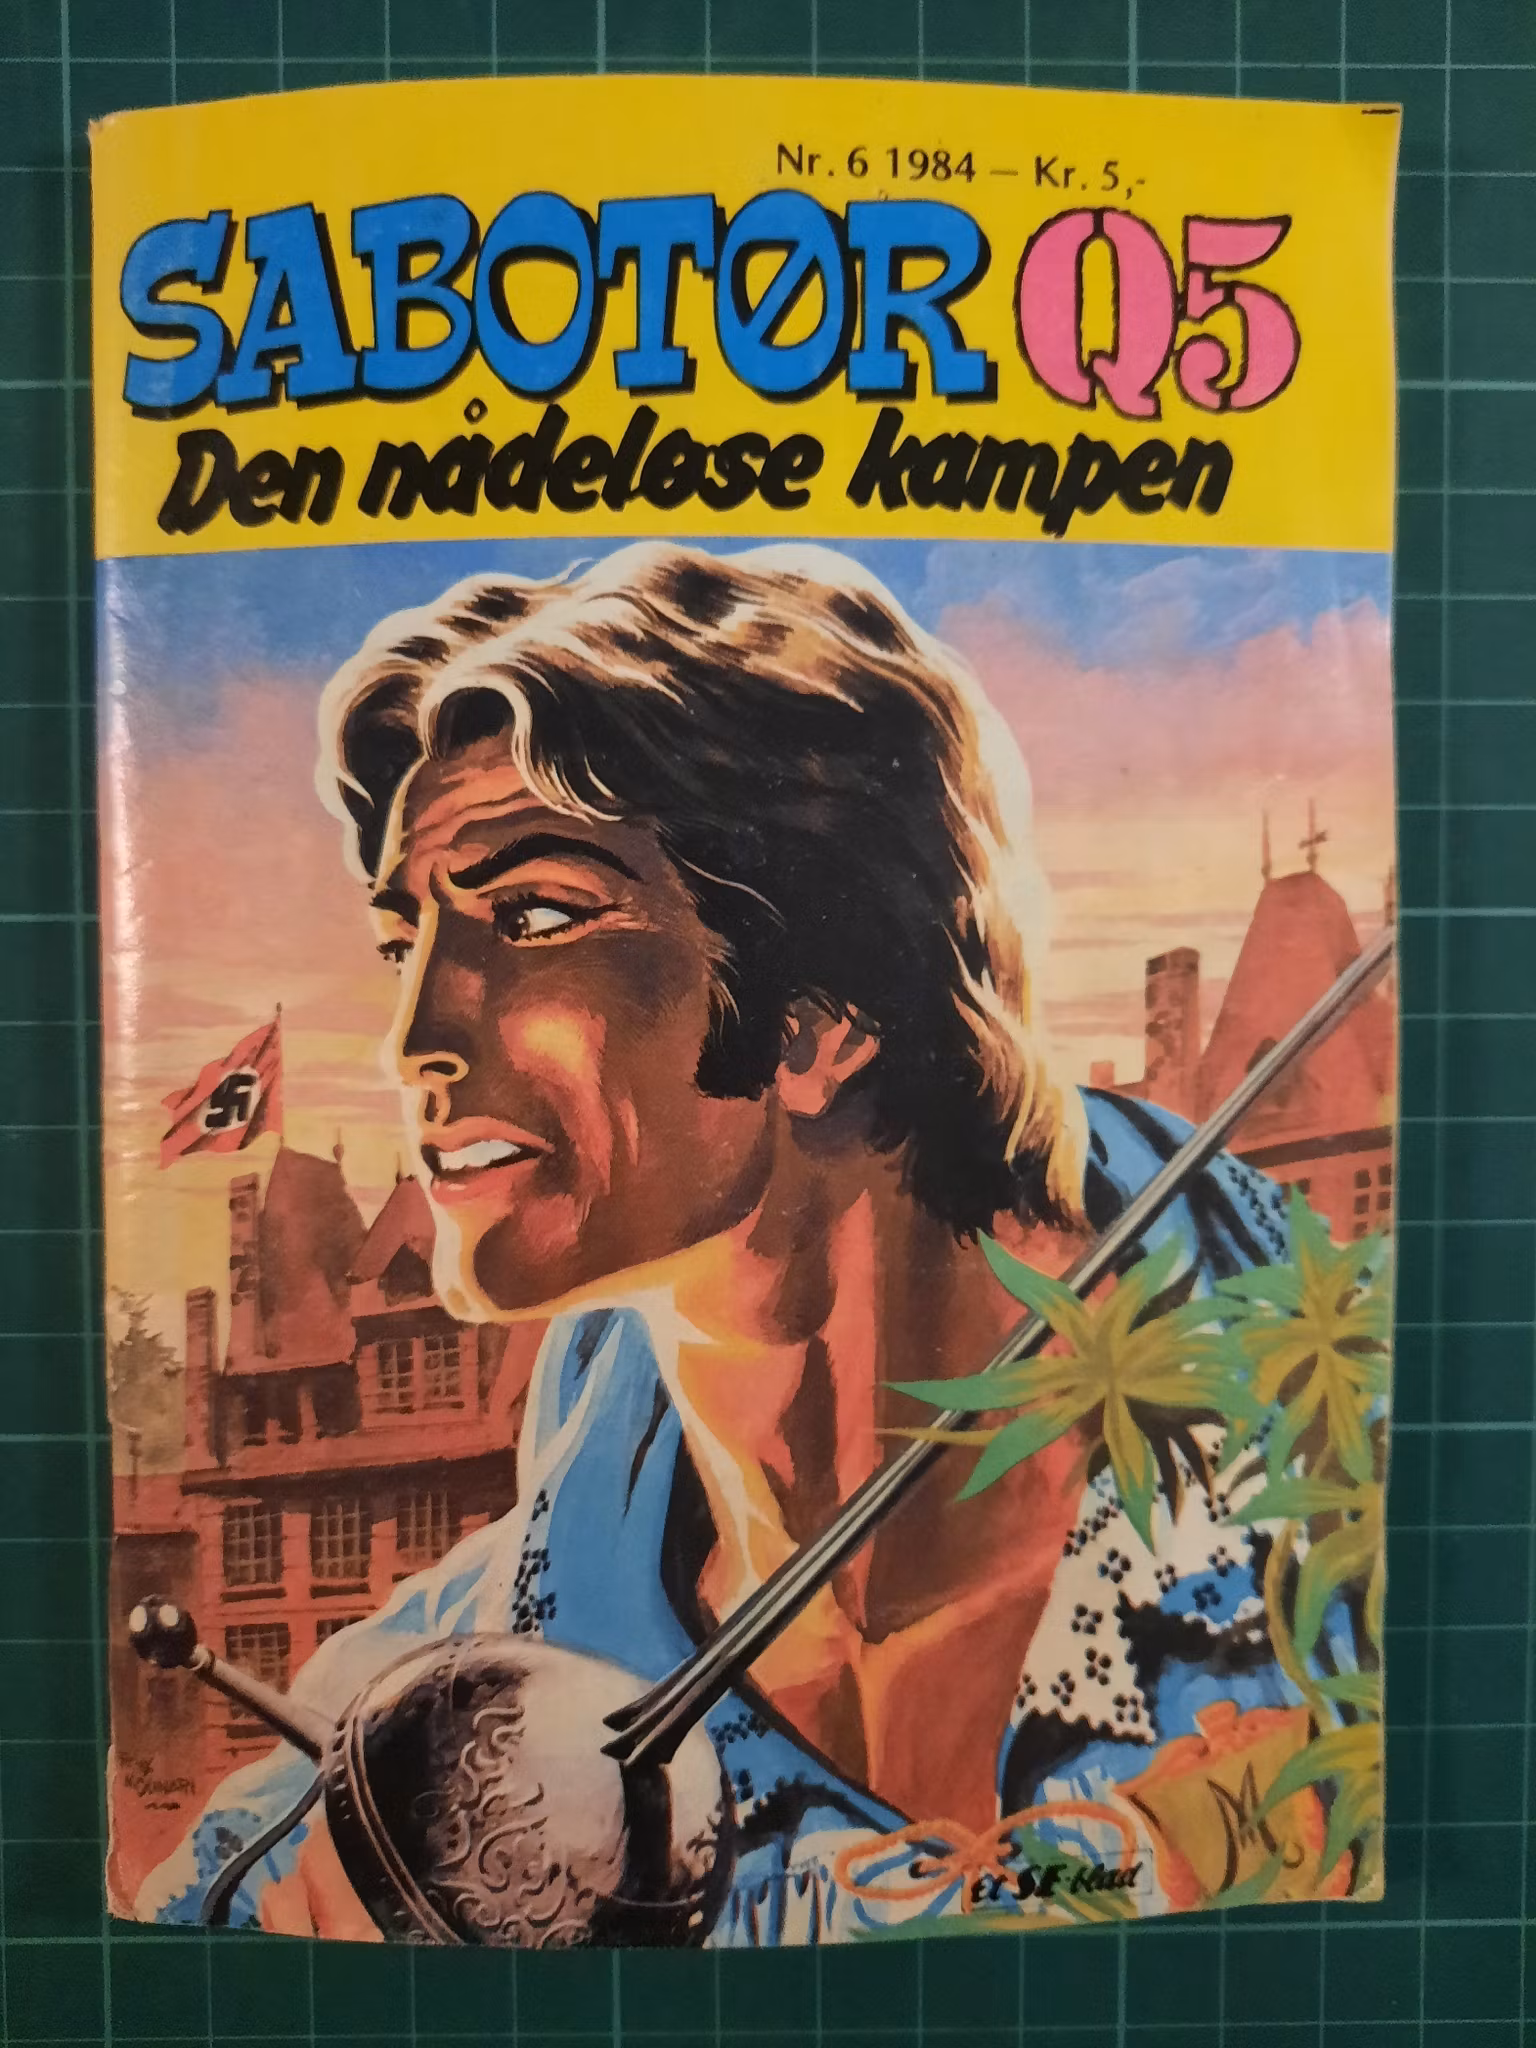 Nr. 6 1984 – Kr. 5,-
SABOTØR Q5
Den nådeløse kampen
M
et SE-blad